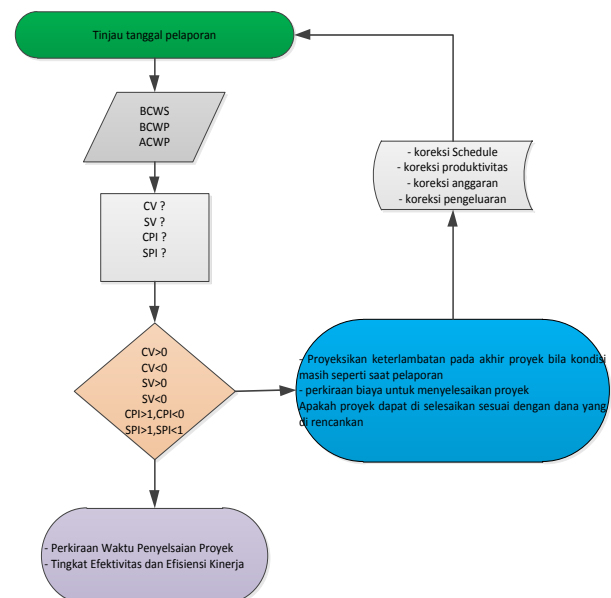 Tinjau tanggal pelaporan
BCWS
BCWP
ACWP
CV ?
SV ?
CPI ?
SPI ?
CV>0
CV<0
SV>0
SV<0
CPI>1,CPI<0
SPI>1,SPI<1
- Perkiraan Waktu Penyelsaian Proyek
- Tingkat Efektivitas dan Efisiensi Kinerja
- Proyeksikan keterlambatan pada akhir proyek bila kondisi
masih seperti saat pelaporan
- perkiraan biaya untuk menyelesaikan proyek
Apakah proyek dapat di selesaikan sesuai dengan dana yang
di rencankan
- koreksi Schedule
- koreksi produktivitas
- koreksi anggaran
- koreksi pengeluaran